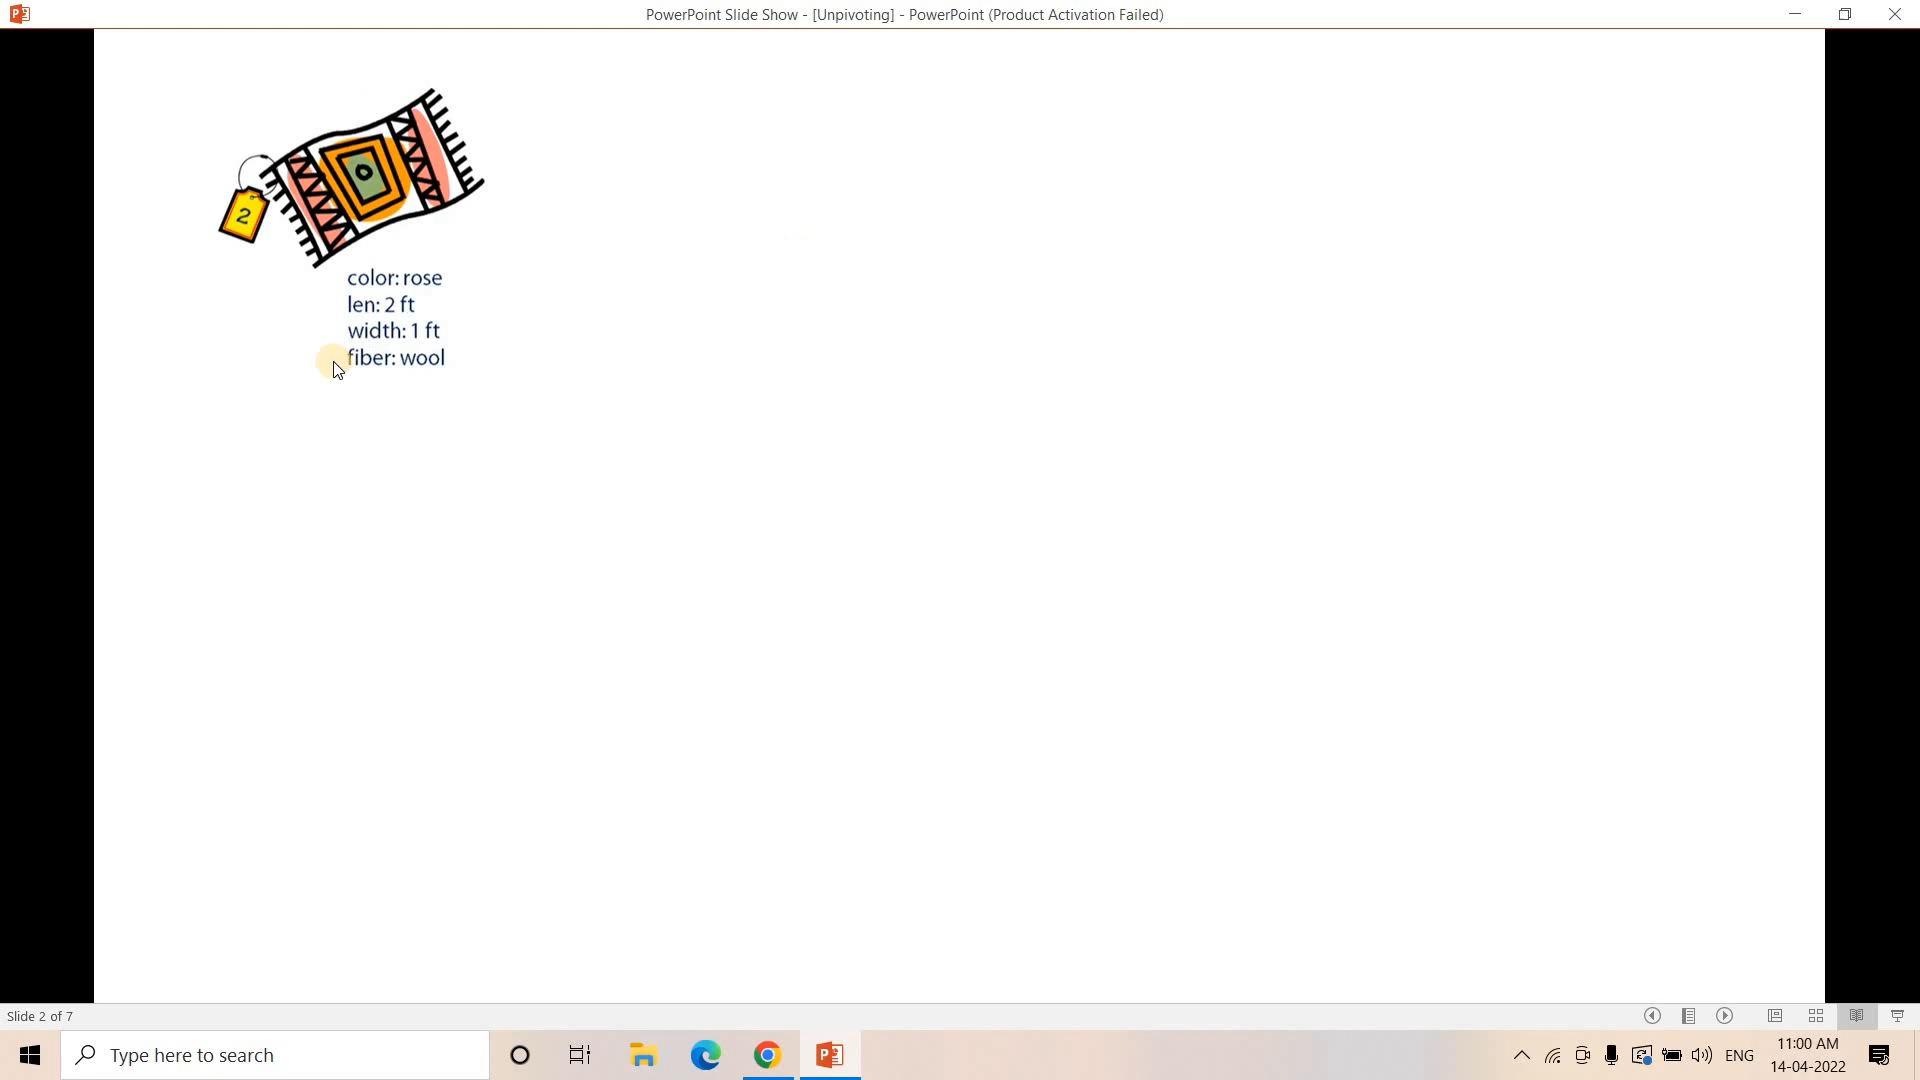 PowerPoint Slide Show - [Unpivoting] - PowerPoint (Product Activation Failed)
2
color: rose
len: 2 ft
width: 1 ft
fiber: wool
Slide 2 of 7
Type here to search
ENG
11:00 AM
14-04-2022